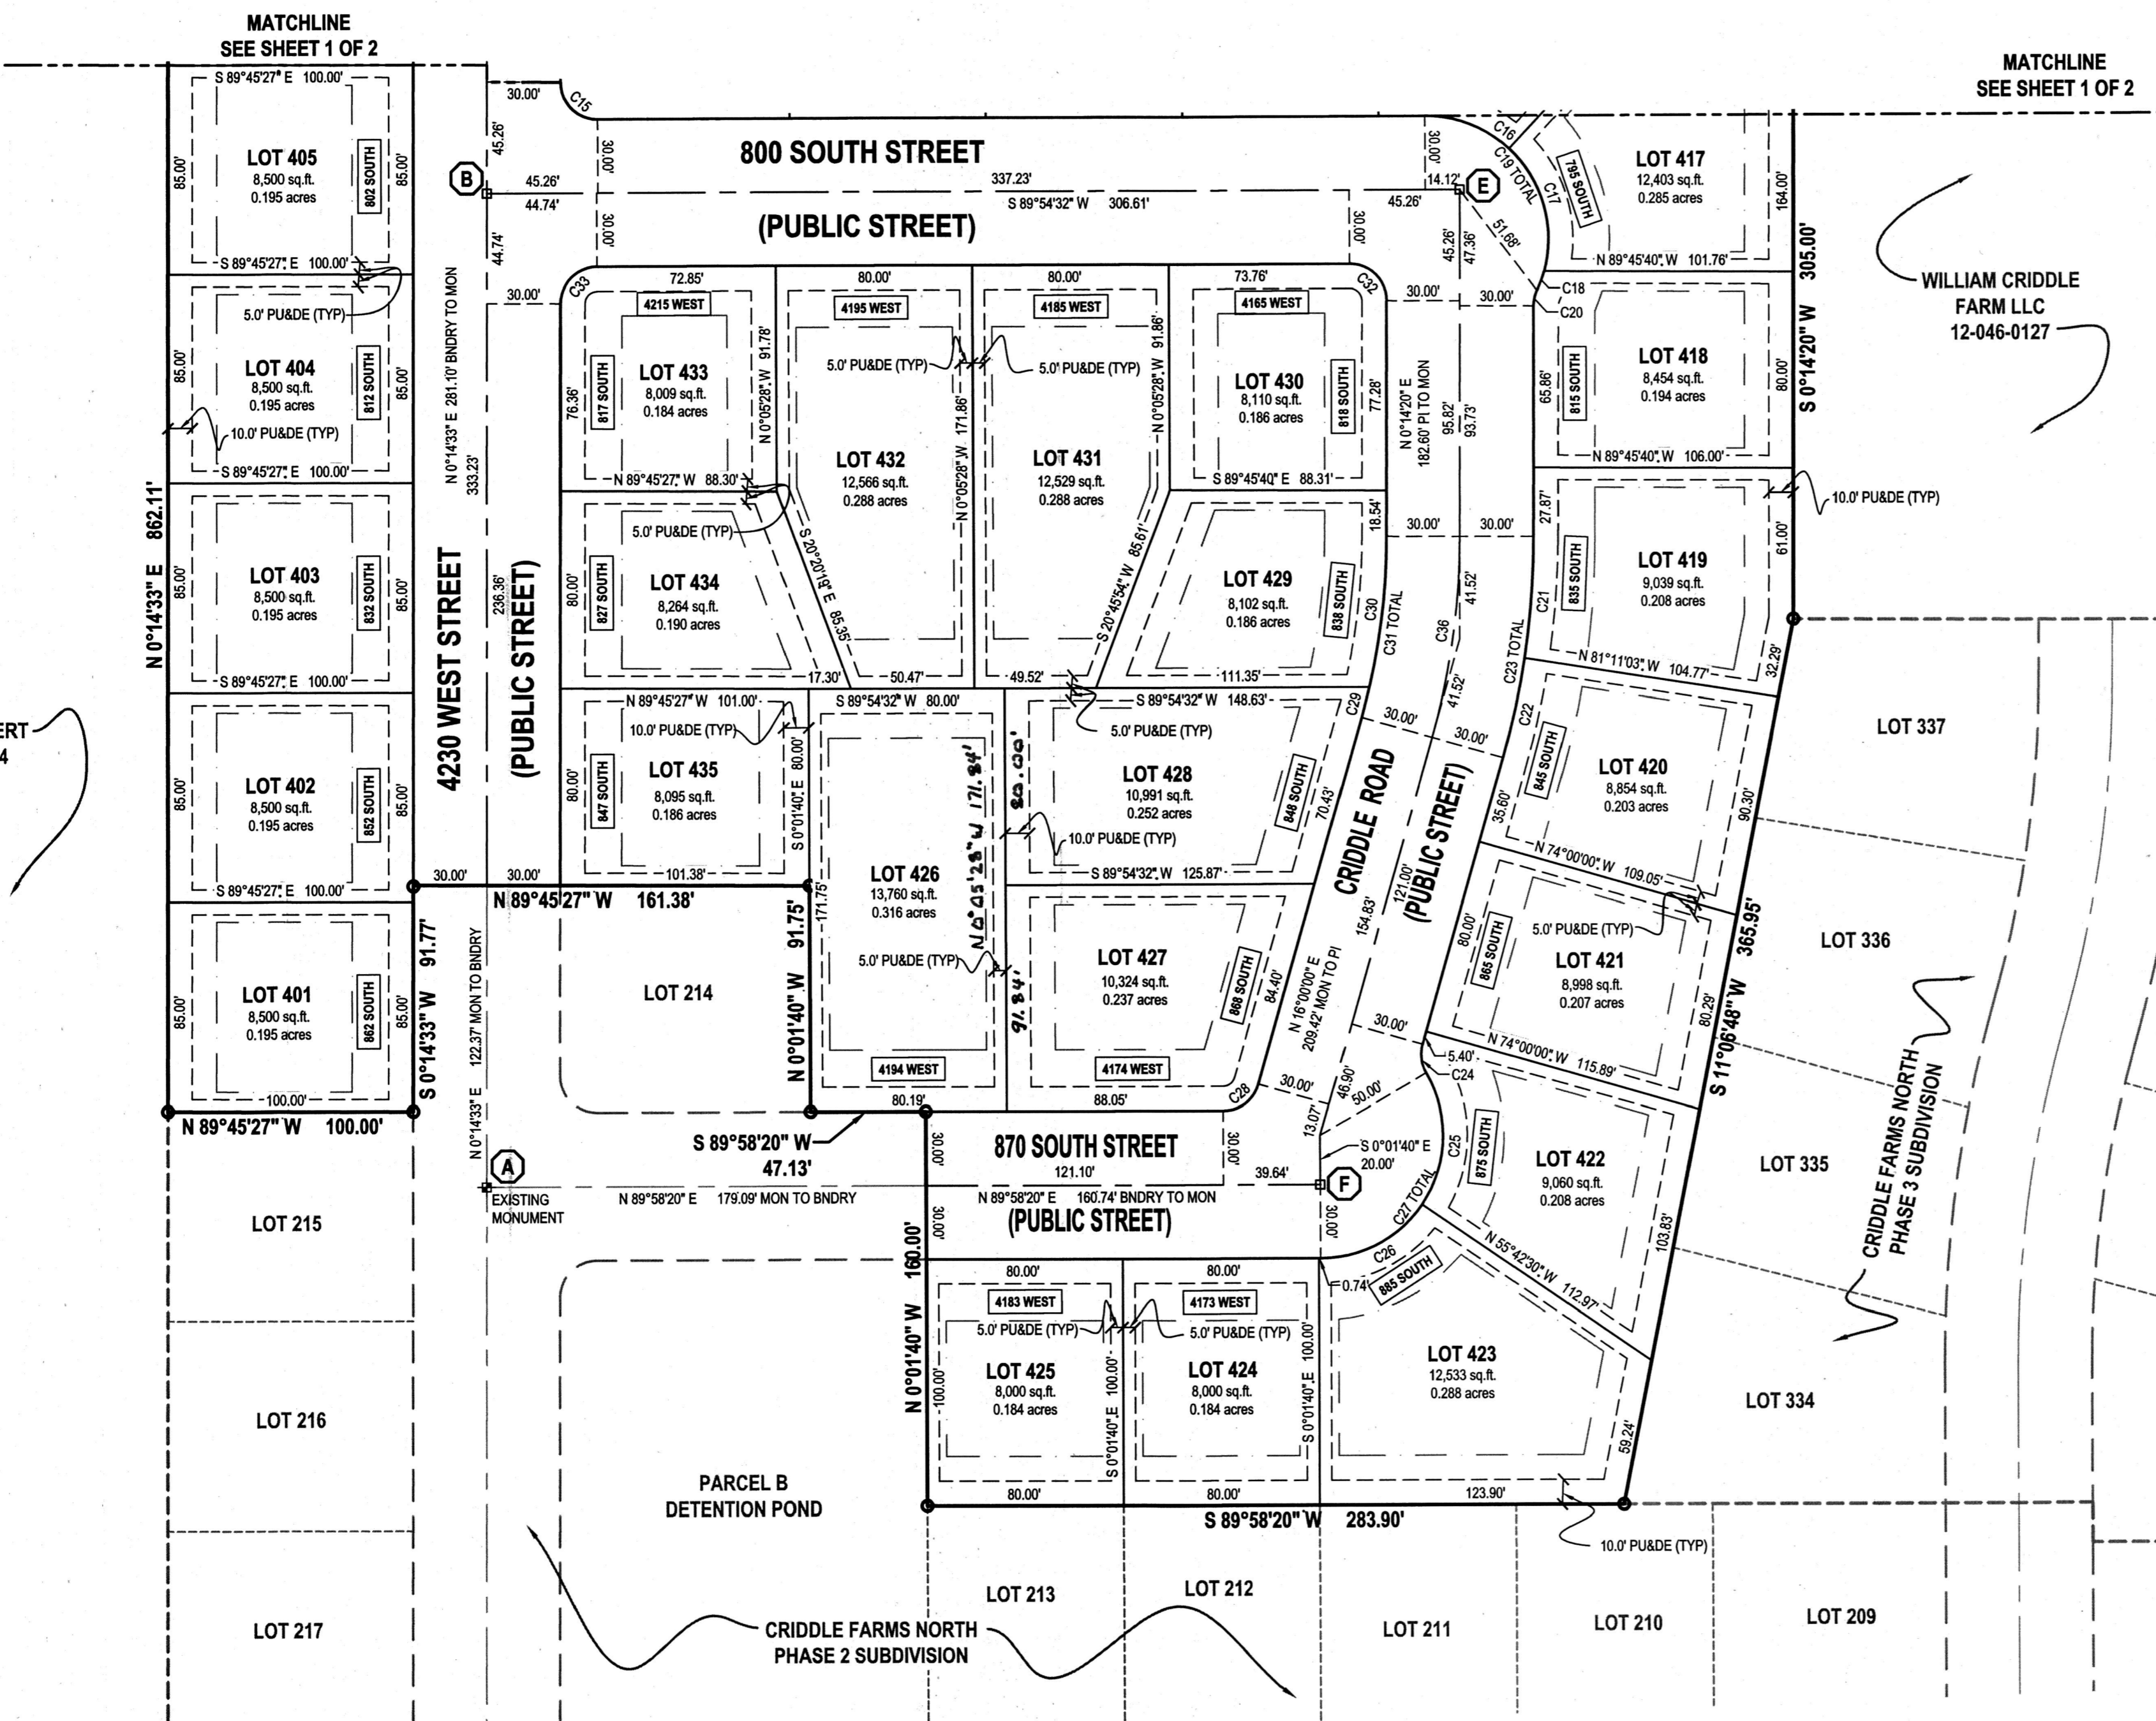 MATCHLINE
SEE SHEET 1 OF 2
MATCHLINE
SEE SHEET 1 OF 2
S 89°45'27" E 100.00'
LOT 405
8,500 sq.ft.
0.195 acres
802 SOUTH
85.00'
85.00'
S 89°45'27" E 100.00'
5.0' PU&DE (TYP)
LOT 404
8,500 sq.ft.
0.195 acres
812 SOUTH
85.00'
85.00'
10.0' PU&DE (TYP)
S 89°45'27" E 100.00'
LOT 403
8,500 sq.ft.
0.195 acres
832 SOUTH
85.00'
85.00'
S 89°45'27" E 100.00'
LOT 402
8,500 sq.ft.
0.195 acres
852 SOUTH
85.00'
85.00'
S 89°45'27" E 100.00'
LOT 401
8,500 sq.ft.
0.195 acres
862 SOUTH
85.00'
85.00'
100.00'
N 89°45'27" W 100.00'
N 0°14'33" E 862.11'
S 0°14'33" W 91.77'
ERT
4
LOT 215
LOT 216
LOT 217
30.00'
C15
45.26'
B
45.26'
44.74'
44.74'
30.00'
N 0°14'33" E 281.10' BNDRY TO MON
333.23'
236.36'
4230 WEST STREET
(PUBLIC STREET)
30.00'
30.00'
N 89°45'27" W 161.38'
N 0°14'33" E 122.37' MON TO BNDRY
A
EXISTING
MONUMENT
800 SOUTH STREET
(PUBLIC STREET)
30.00'
30.00'
337.23'
S 89°54'32" W 306.61'
30.00'
30.00'
14.12'
E
45.26'
45.26'
47.36'
51.68'
C16
C19 TOTAL
C17
795 SOUTH
LOT 417
12,403 sq.ft.
0.285 acres
164.00'
N 89°45'40" W 101.76'
S 0°14'20" W 305.00'
WILLIAM CRIDDLE
FARM LLC
12-046-0127
C33
72.85'
4215 WEST
817 SOUTH
76.36'
LOT 433
8,009 sq.ft.
0.184 acres
N 0°05'28" W 91.78'
N 89°45'27" W 88.30'
80.00'
4195 WEST
5.0' PU&DE (TYP)
LOT 432
12,566 sq.ft.
0.288 acres
N 0°05'28" W 171.86'
S 20°20'19" E 85.35'
50.47'
80.00'
4185 WEST
5.0' PU&DE (TYP)
LOT 431
12,529 sq.ft.
0.288 acres
N 0°05'28" W 91.86'
S 20°45'54" W 85.61'
49.52'
73.76'
C32
4165 WEST
LOT 430
8,110 sq.ft.
0.186 acres
818 SOUTH
77.28'
S 89°45'40" E 88.31'
30.00'
30.00'
N 0°14'20" E
182.60' PI TO MON
95.82'
93.73'
C18
C20
LOT 418
8,454 sq.ft.
0.194 acres
815 SOUTH
65.86'
80.00'
N 89°45'40" W 106.00'
10.0' PU&DE (TYP)
5.0' PU&DE (TYP)
LOT 434
8,264 sq.ft.
0.190 acres
827 SOUTH
80.00'
17.30'
LOT 429
8,102 sq.ft.
0.186 acres
838 SOUTH
18.54'
C30
C31 TOTAL
111.35'
30.00'
30.00'
41.52'
C36
41.52'
27.87'
C21
C23 TOTAL
LOT 419
9,039 sq.ft.
0.208 acres
835 SOUTH
61.00'
32.29'
N 81°11'03" W 104.77'
N 89°45'27" W 101.00'
10.0' PU&DE (TYP)
LOT 435
8,095 sq.ft.
0.186 acres
847 SOUTH
80.00'
S 0°01'40" E 80.00'
101.38'
S 89°54'32" W 80.00'
LOT 426
13,760 sq.ft.
0.316 acres
171.75'
N 0°05'28" W 171.84'
5.0' PU&DE (TYP)
4194 WEST
80.19'
N 0°01'40" W 91.75'
S 89°58'20" W
47.13'
S 89°54'32" W 148.63'
5.0' PU&DE (TYP)
C29
LOT 428
10,991 sq.ft.
0.252 acres
848 SOUTH
80.00'
70.43'
10.0' PU&DE (TYP)
S 89°54'32" W 125.87'
LOT 427
10,324 sq.ft.
0.237 acres
868 SOUTH
84.40'
91.84'
4174 WEST
88.05'
C28
30.00'
30.00'
CRIDDLE ROAD
(PUBLIC STREET)
121.00'
154.83'
N 16°00'00" E
209.42' MON TO PI
C22
845 SOUTH
LOT 420
8,854 sq.ft.
0.203 acres
35.60'
90.30'
N 74°00'00" W 109.05'
5.0' PU&DE (TYP)
LOT 421
8,998 sq.ft.
0.207 acres
865 SOUTH
80.00'
80.29'
N 74°00'00" W 115.89'
S 11°06'48" W 365.95'
30.00'
5.40'
C24
30.00'
46.90'
50.00'
13.07'
S 0°01'40" E
20.00'
C25
875 SOUTH
LOT 422
9,060 sq.ft.
0.208 acres
103.83'
C27 TOTAL
N 55°42'30" W 112.97'
LOT 214
870 SOUTH STREET
(PUBLIC STREET)
30.00'
30.00'
30.00'
121.10'
39.64'
N 89°58'20" E 179.09' MON TO BNDRY
N 89°58'20" E 160.74' BNDRY TO MON
F
30.00'
N 0°01'40" W 160.00'
80.00'
4183 WEST
5.0' PU&DE (TYP)
LOT 425
8,000 sq.ft.
0.184 acres
100.00'
S 0°01'40" E 100.00'
80.00'
80.00'
4173 WEST
5.0' PU&DE (TYP)
LOT 424
8,000 sq.ft.
0.184 acres
S 0°01'40" E 100.00'
80.00'
0.74'
C26
885 SOUTH
LOT 423
12,533 sq.ft.
0.288 acres
59.24'
123.90'
S 89°58'20" W 283.90'
10.0' PU&DE (TYP)
PARCEL B
DETENTION POND
CRIDDLE FARMS NORTH
PHASE 2 SUBDIVISION
LOT 213
LOT 212
LOT 211
LOT 210
LOT 209
LOT 337
LOT 336
LOT 335
LOT 334
CRIDDLE FARMS NORTH
PHASE 3 SUBDIVISION